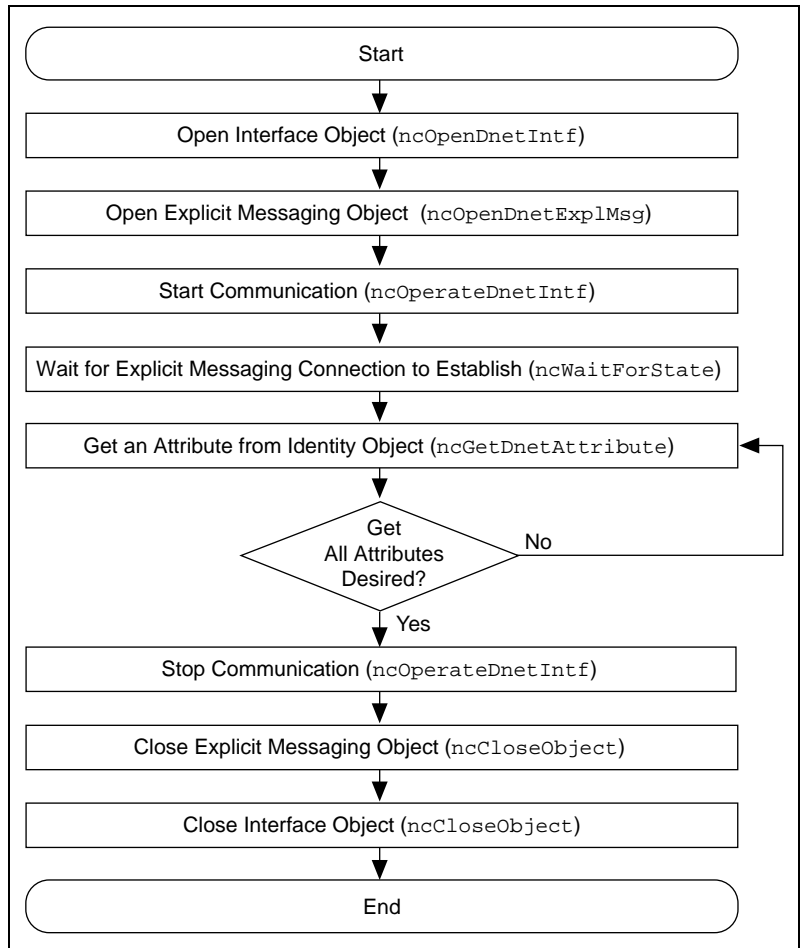 Start
Open Interface Object (ncOpenDnetIntf)
Open Explicit Messaging Object (ncOpenDnetExplMsg)
Start Communication (ncOperateDnetIntf)
Wait for Explicit Messaging Connection to Establish (ncWaitForState)
Get an Attribute from Identity Object (ncGetDnetAttribute)
Get
All Attributes
Desired?
No
Yes
Stop Communication (ncOperateDnetIntf)
Close Explicit Messaging Object (ncCloseObject)
Close Interface Object (ncCloseObject)
End